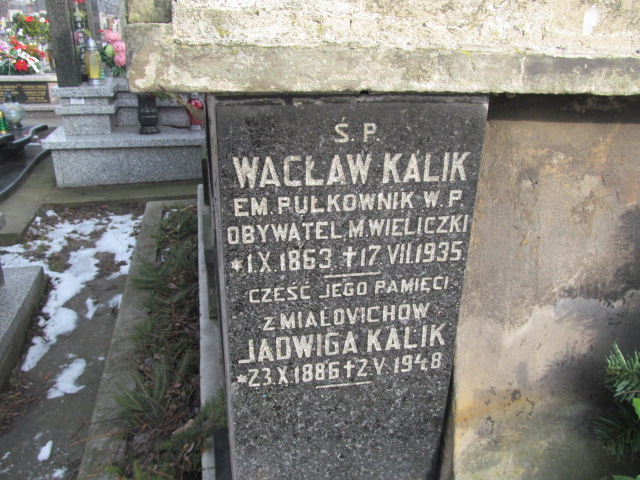 Ś.P.
WACŁAW KALIK
EM. PUŁKOWNIK W.P.
OBYWATEL.M.WIELICZKI
*1.X.1863 †17.VII.1935
CZEŚĆ JEGO PAMIĘCI
Z MIAŁOVICHÓW
JADWIGA KALIK
*23.X.1886 †2.V.1948